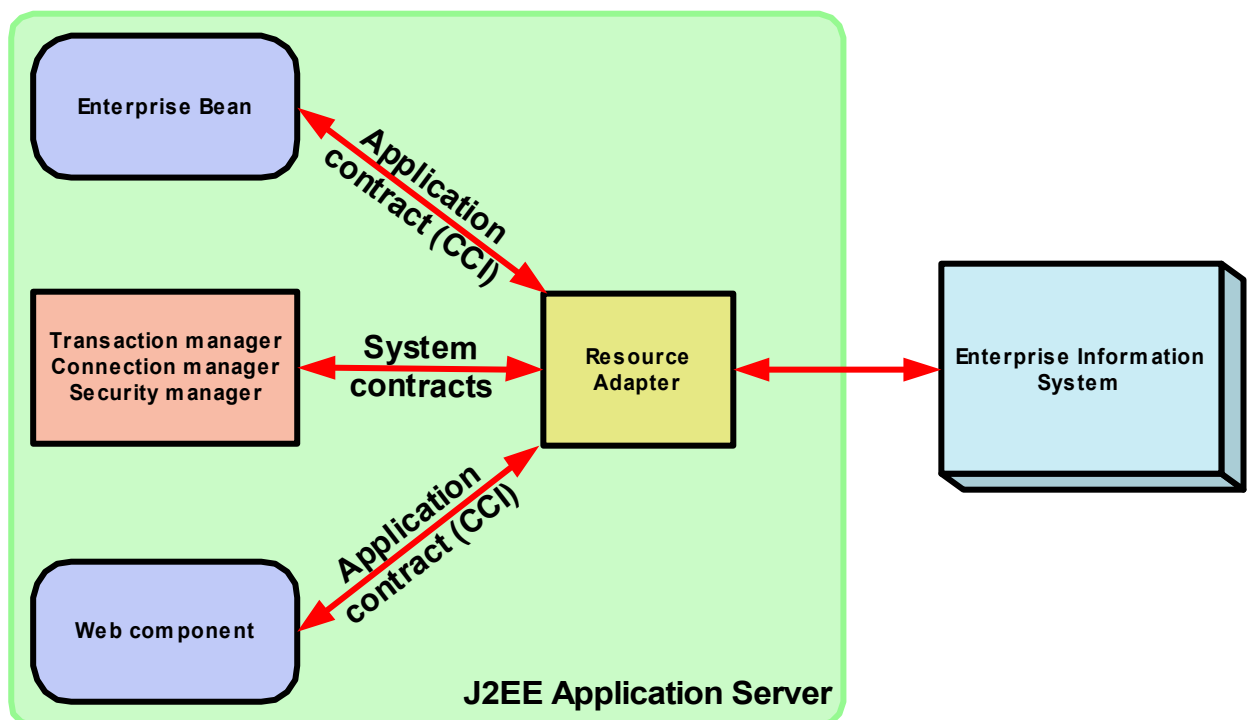 Enterprise Bean
Application
contract (CCI)
Transaction manager
Connection manager
Security manager
System
contracts
Resource
Adapter
Enterprise Information
System
Application
contract (CCI)
Web component
J2EE Application Server